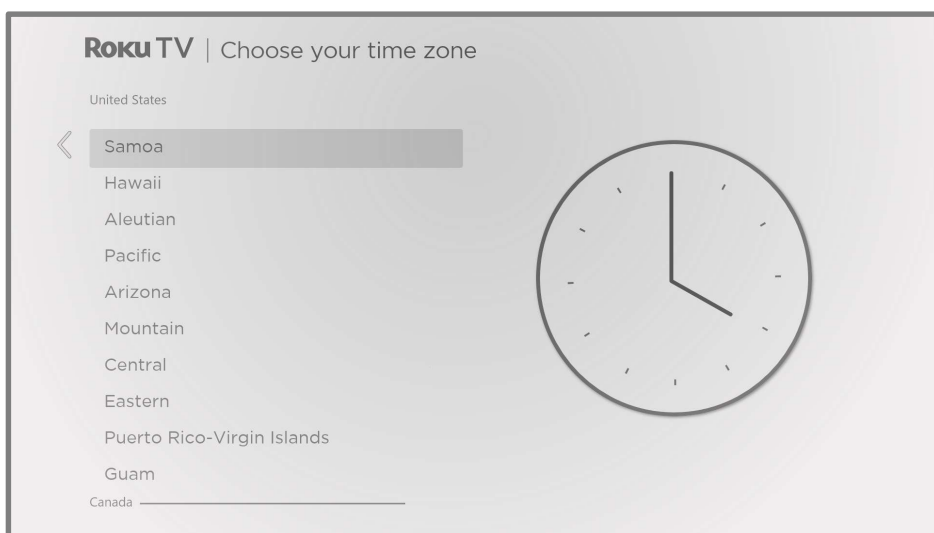 Roku TV | Choose your time zone
United States
Samoa
Hawaii
Aleutian
Pacific
Arizona
Mountain
Central
Eastern
Puerto Rico-Virgin Islands
Guam
Canada